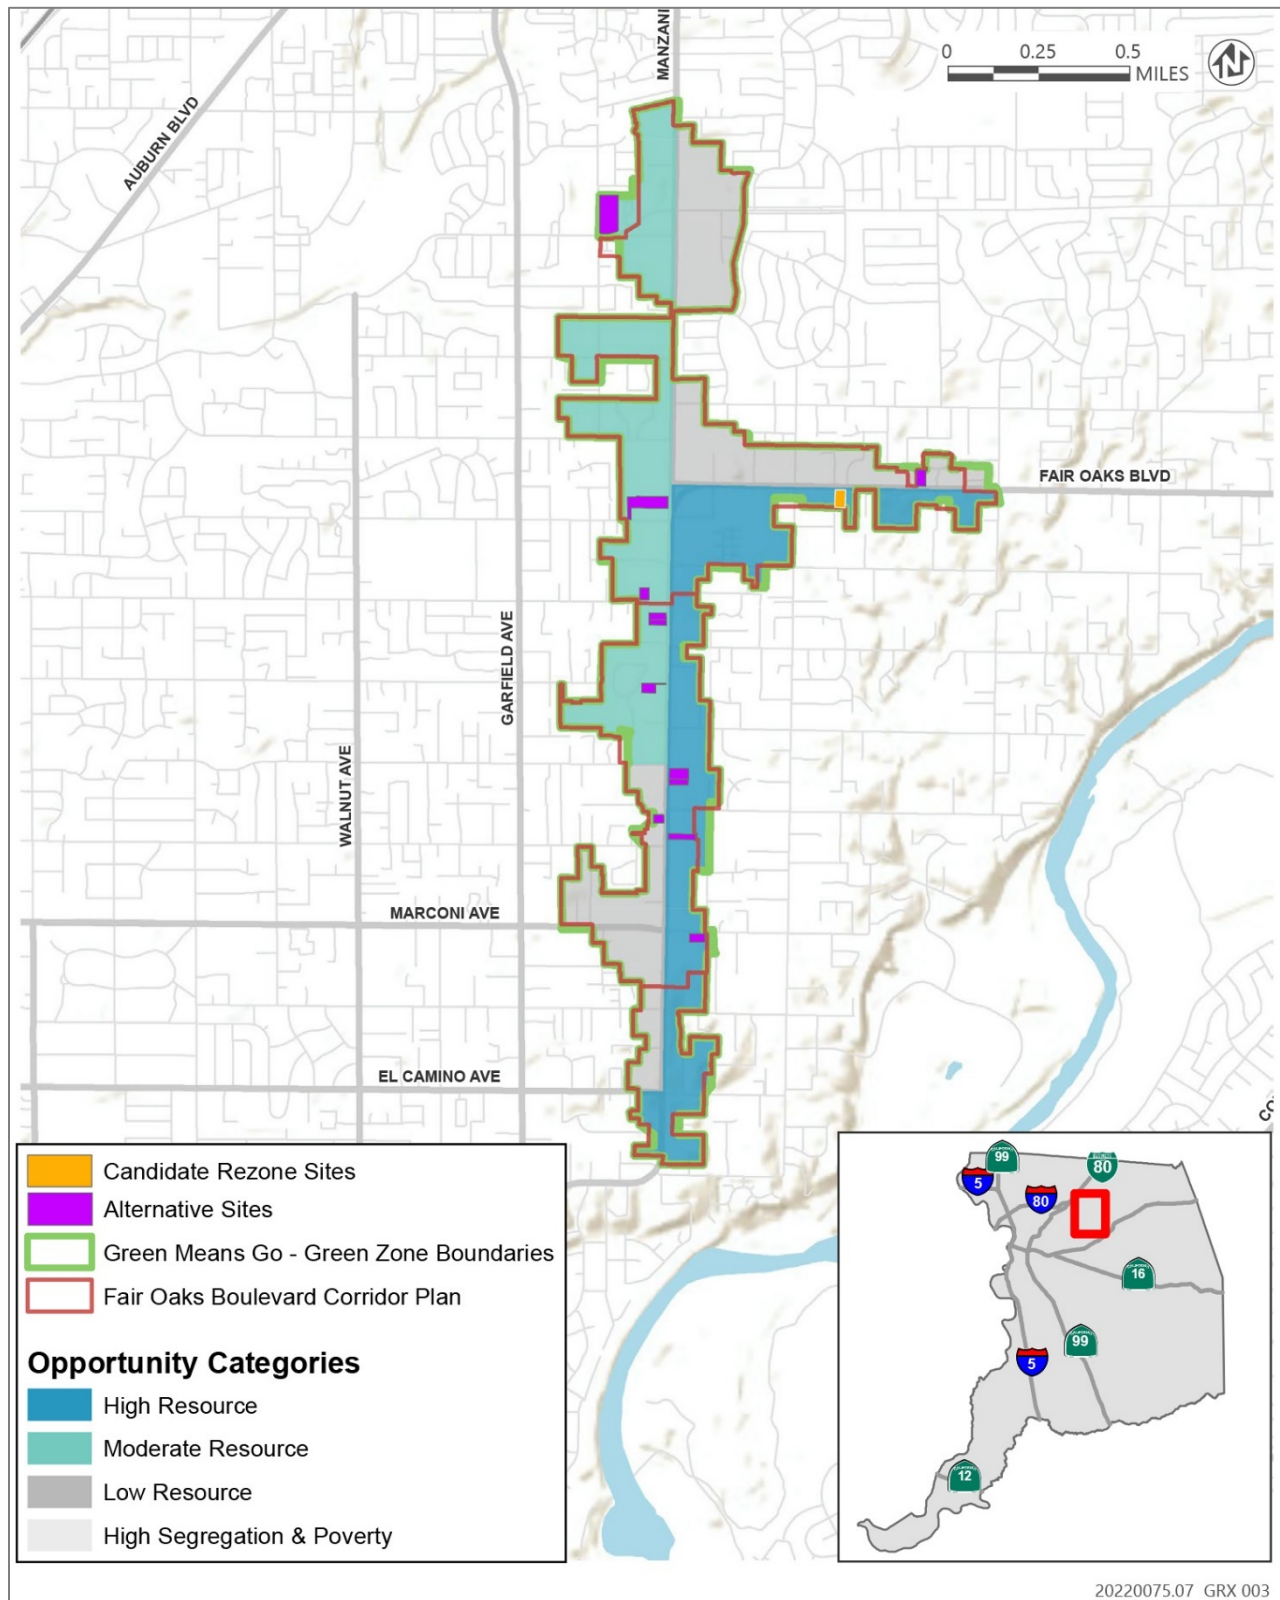 MANZANI
0 0.25 0.5
MILES
AUBURN BLVD
FAIR OAKS BLVD
GARFIELD AVE
WALNUT AVE
MARCONI AVE
EL CAMINO AVE
CO
Candidate Rezone Sites
Alternative Sites
Green Means Go - Green Zone Boundaries
Fair Oaks Boulevard Corridor Plan
Opportunity Categories
High Resource
Moderate Resource
Low Resource
High Segregation & Poverty
99
5
80
80
16
99
5
12
20220075.07 GRX 003